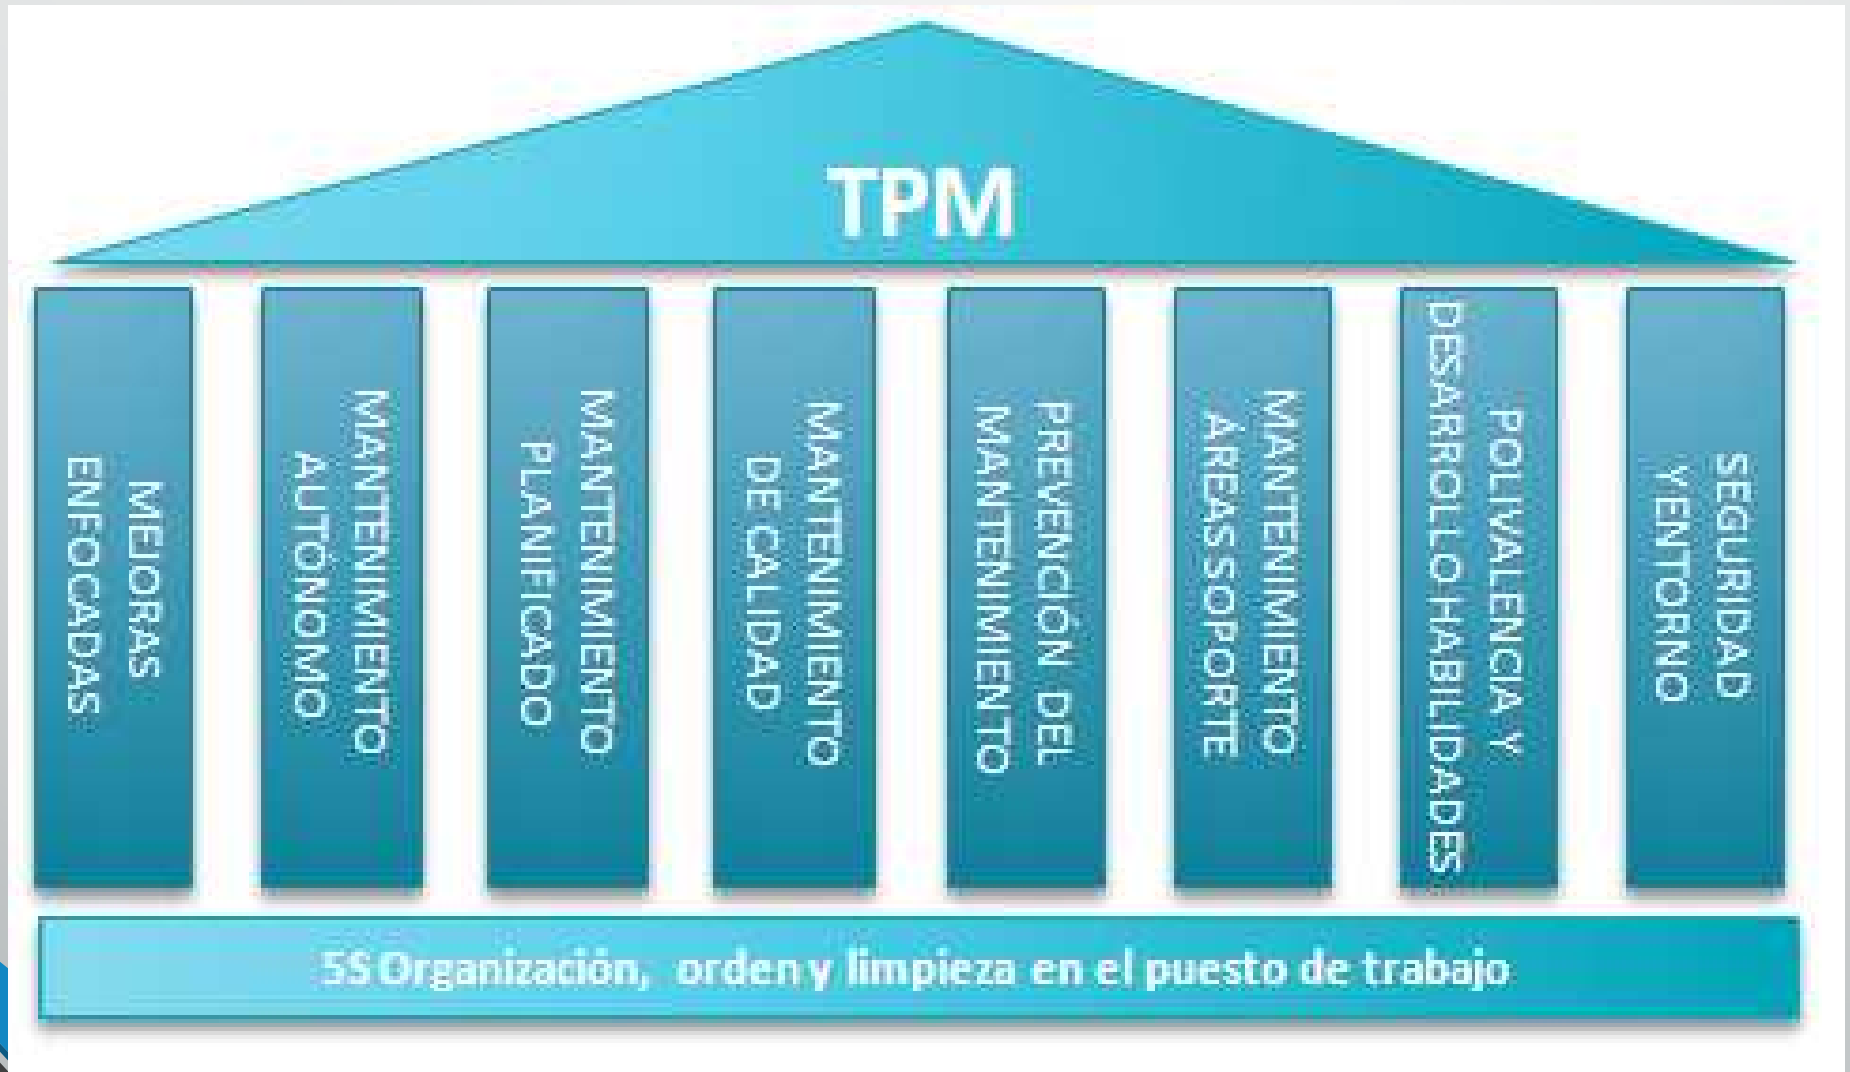 TPM
MEJORAS
ENFOCADAS
MANTENIMIENTO
AUTÓNOMO
MANTENIMIENTO
PLANIFICADO
MANTENIMIENTO
DE CALIDAD
PREVENCIÓN DEL
MANTENIMIENTO
MANTENIMIENTO
ÁREAS SOPORTE
POLIVALENCIA Y
DESARROLLO HABILIDADES
SEGURIDAD
Y ENTORNO
5S Organización, orden y limpieza en el puesto de trabajo